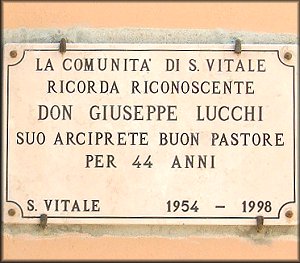 LA COMUNITA' DI S. VITALE
RICORDA RICONOSCENTE
DON GIUSEPPE LUCCHI
SUO ARCIPRETE BUON PASTORE
PER 44 ANNI
S. VITALE 1954 - 1998